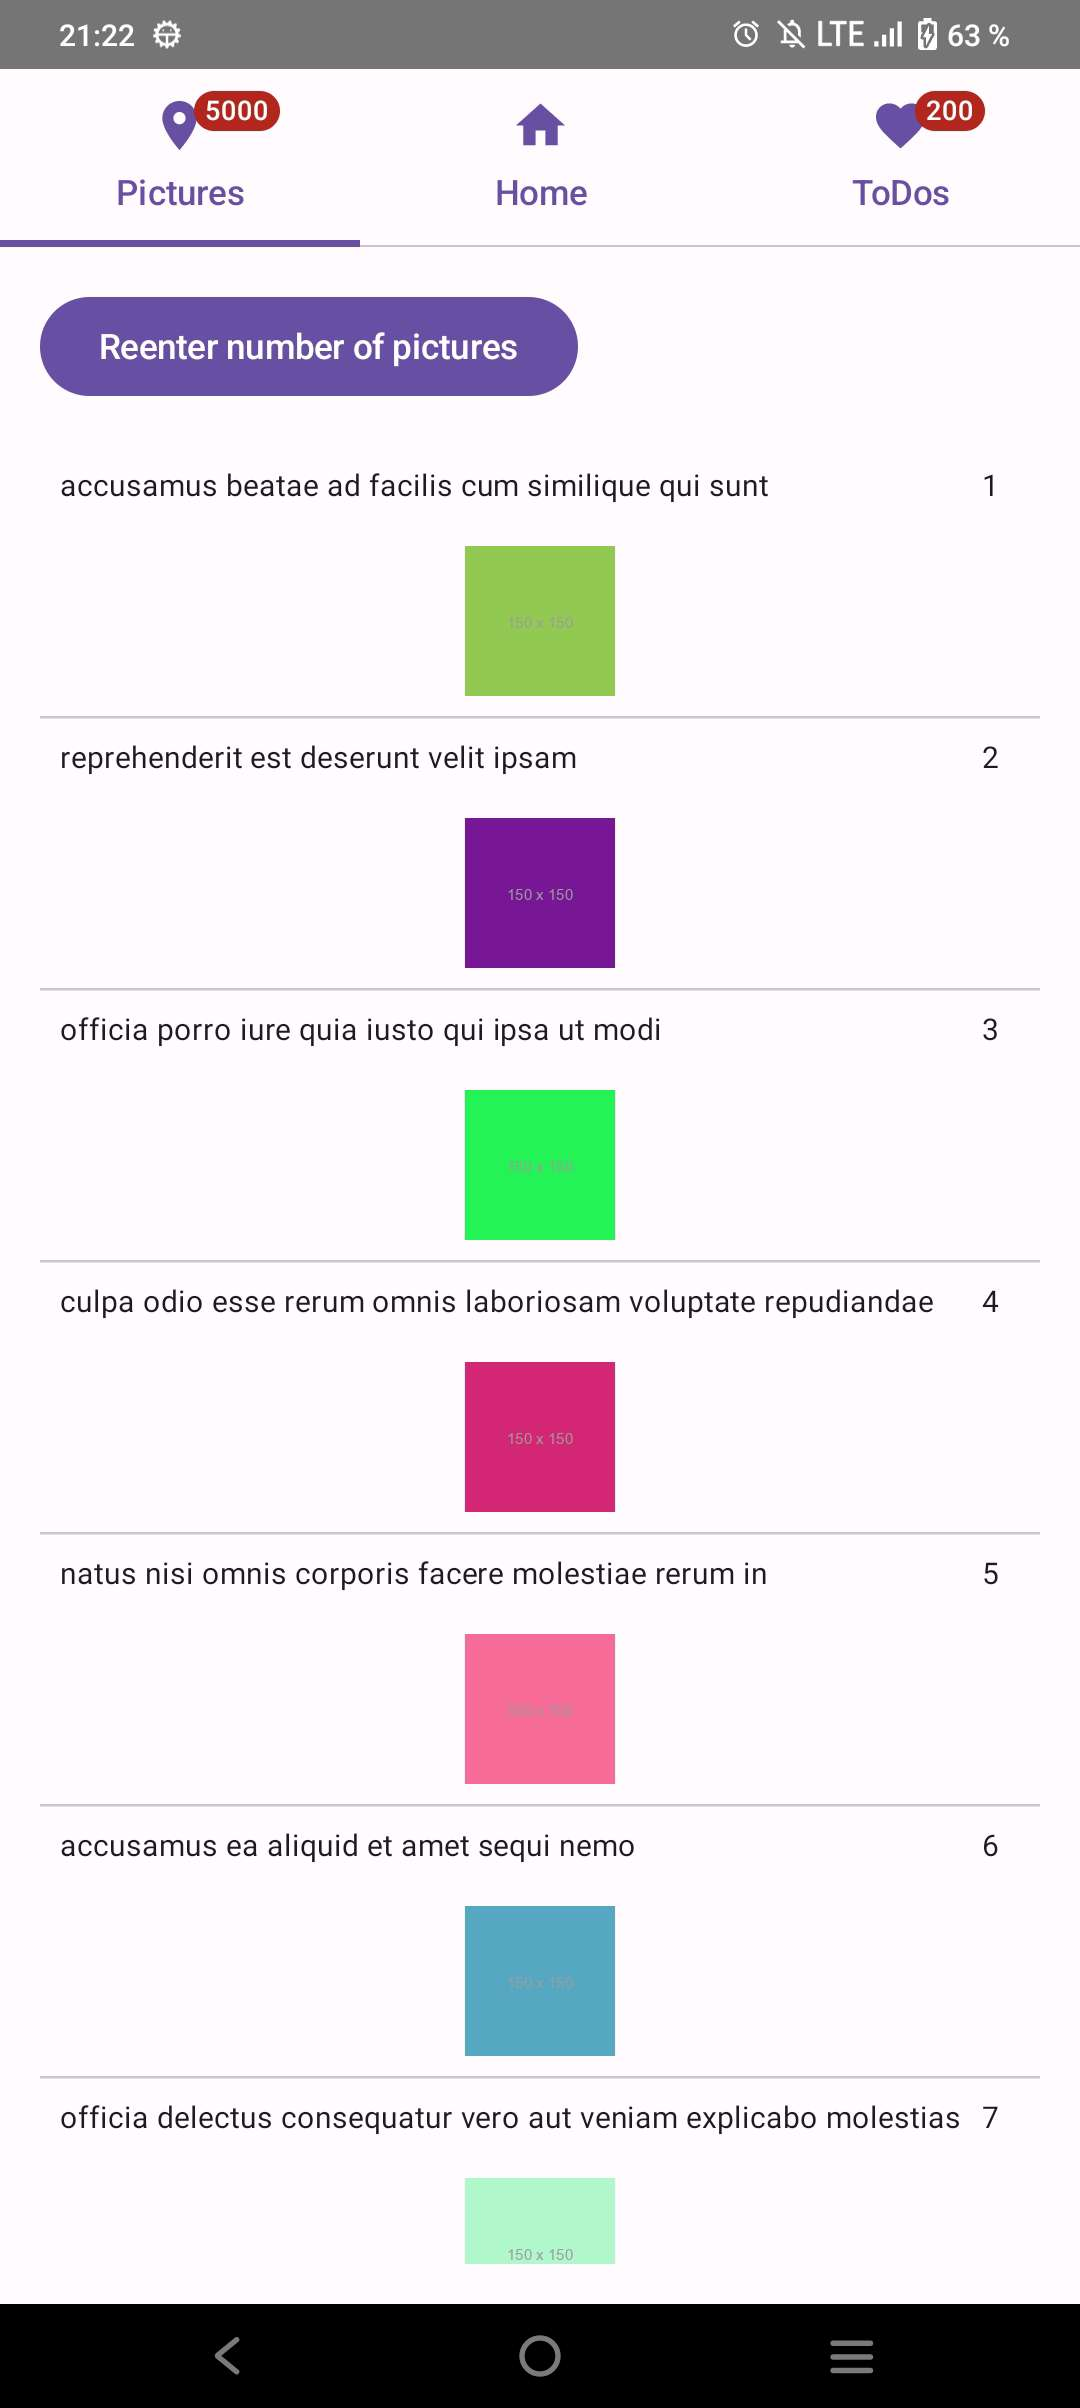 21:22 LTE 63 %
5000 200
Pictures Home ToDos
Reenter number of pictures
accusamus beatae ad facilis cum similique qui sunt 1
150 x 150
reprehenderit est deserunt velit ipsam 2
150 x 150
officia porro iure quia iusto qui ipsa ut modi 3
150 x 150
culpa odio esse rerum omnis laboriosam voluptate repudiandae 4
150 x 150
natus nisi omnis corporis facere molestiae rerum in 5
150 x 150
accusamus ea aliquid et amet sequi nemo 6
150 x 150
officia delectus consequatur vero aut veniam explicabo molestias 7
150 x 150